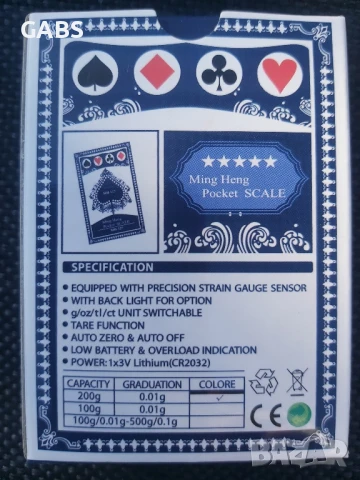 GABS
★★★★★
Ming Heng
Pocket SCALE
SPECIFICATION
• EQUIPPED WITH PRECISION STRAIN GAUGE SENSOR
• WITH BACK LIGHT FOR OPTION
• g/oz/tl/ct UNIT SWITCHABLE
• TARE FUNCTION
• AUTO ZERO & AUTO OFF
• LOW BATTERY & OVERLOAD INDICATION
• POWER:1x3V Lithium(CR2032)
CAPACITY GRADUATION COLORE
200g 0.01g ✓
100g 0.01g
100g/0.01g-500g/0.1g
CE
BAZAR